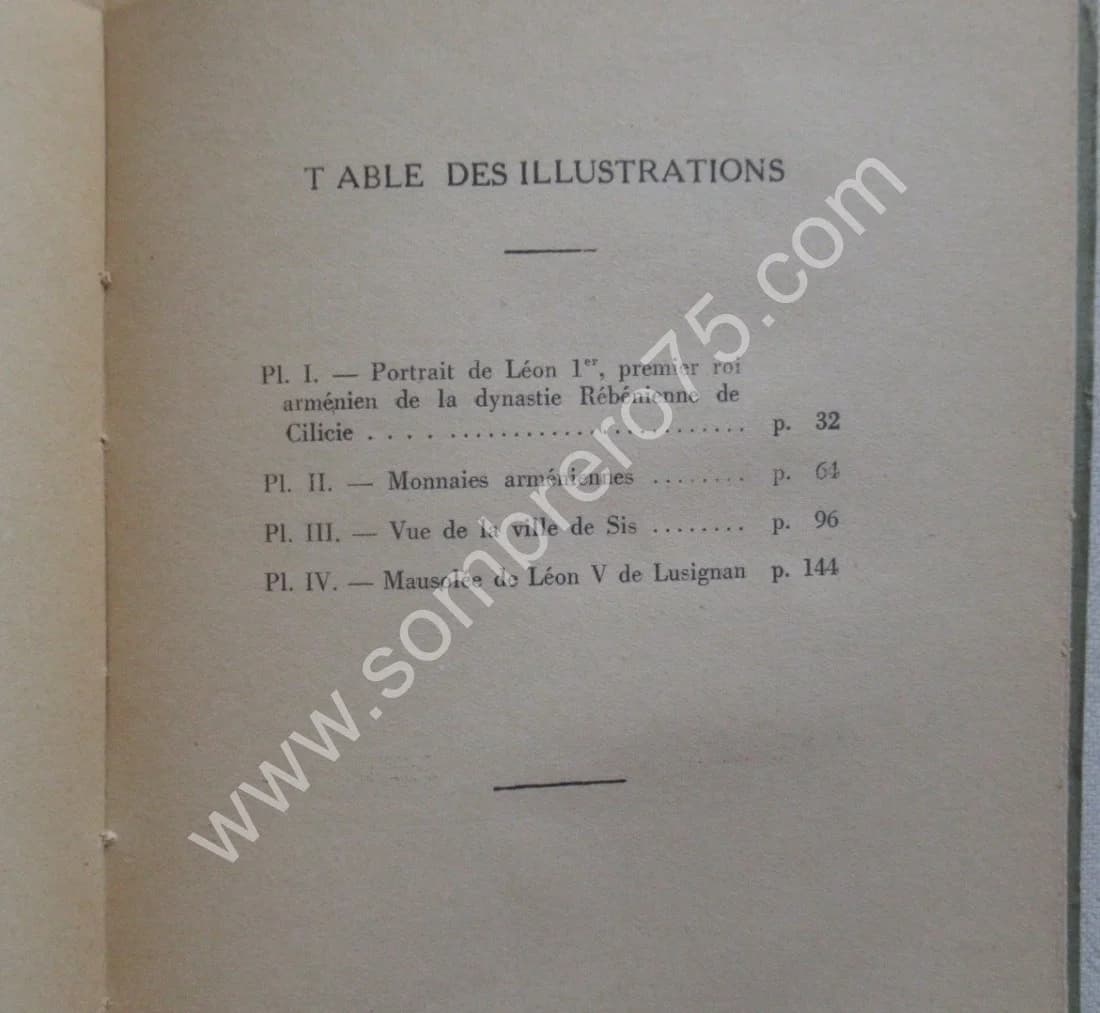 T ABLE DES ILLUSTRATIONS
Pl. I. — Portrait de Léon 1er, premier roi
arménien de la dynastie Rébénienne de
Cilicie . . . . ........................... p. 32
Pl. II. — Monnaies arméniennes ........ p. 64
Pl. III. — Vue de la ville de Sis ........ p. 96
Pl. IV. — Mausolée de Léon V de Lusignan p. 144
www.sombrero75.com